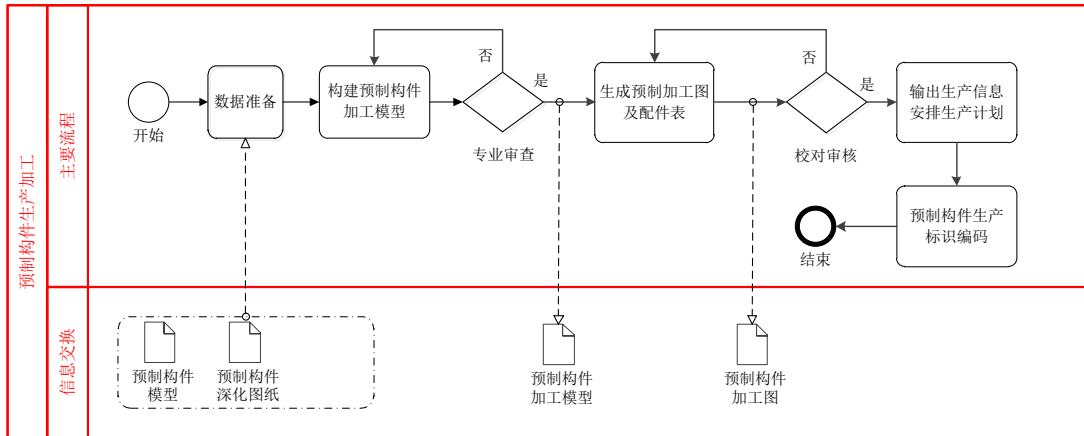 预制构件生产加工
主要流程
开始
数据准备
构建预制构件
加工模型
否
是
专业审查
生成预制加工图
及配件表
否
是
校对审核
输出生产信息
安排生产计划
预制构件生产
标识编码
结束
信息交换
预制构件
模型
预制构件
深化图纸
预制构件
加工模型
预制构件
加工图